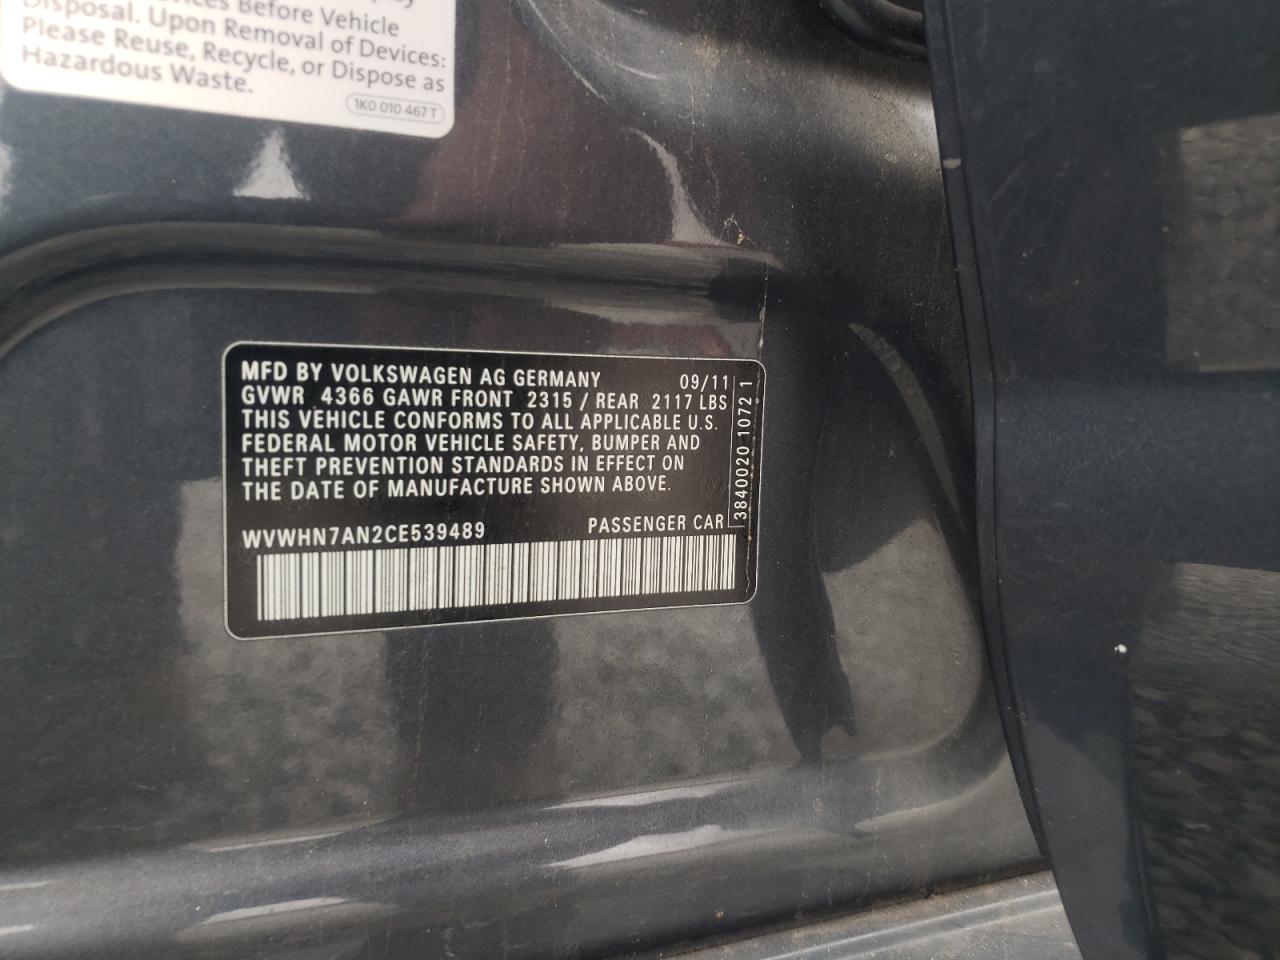 Before Vehicle
Disposal. Upon Removal of Devices:
Please Reuse, Recycle, or Dispose as
Hazardous Waste.
1K0 010 467 T
MFD BY VOLKSWAGEN AG GERMANY 09/11
GVWR 4366 GAWR FRONT 2315 / REAR 2117 LBS
THIS VEHICLE CONFORMS TO ALL APPLICABLE U.S.
FEDERAL MOTOR VEHICLE SAFETY, BUMPER AND
THEFT PREVENTION STANDARDS IN EFFECT ON
THE DATE OF MANUFACTURE SHOWN ABOVE.
WVWHN7AN2CE539489 PASSENGER CAR
3840020 1072 1